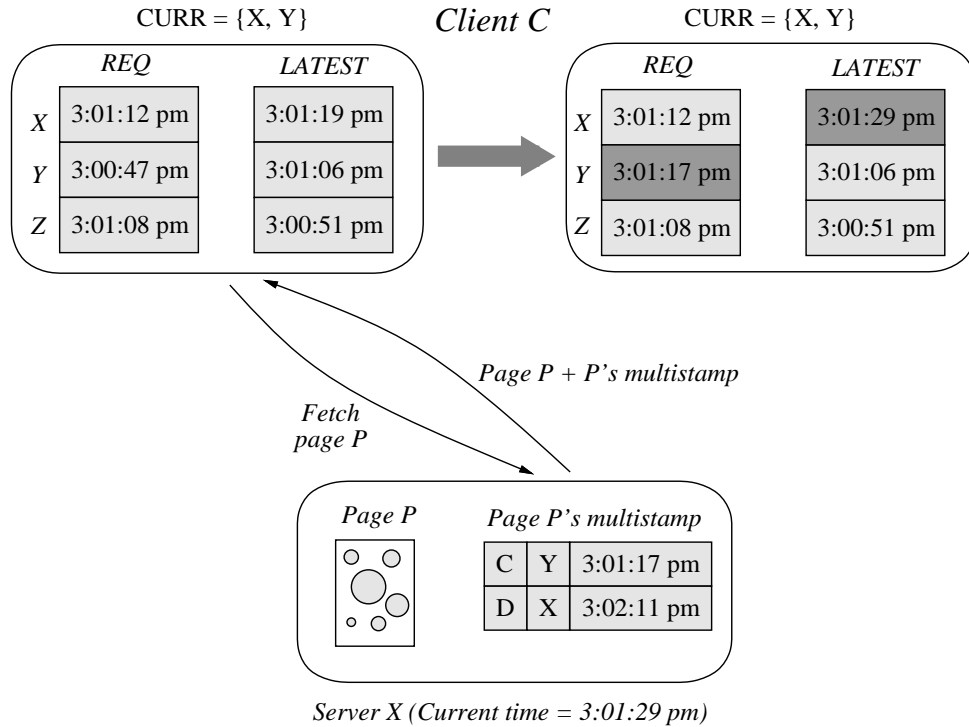 CURR = {X, Y}
Client C
CURR = {X, Y}
REQ
LATEST
X
3:01:12 pm
3:01:19 pm
Y
3:00:47 pm
3:01:06 pm
Z
3:01:08 pm
3:00:51 pm
REQ
LATEST
X
3:01:12 pm
3:01:29 pm
Y
3:01:17 pm
3:01:06 pm
Z
3:01:08 pm
3:00:51 pm
Page P + P's multistamp
Fetch
page P
Page P
Page P's multistamp
C Y 3:01:17 pm
D X 3:02:11 pm
Server X (Current time = 3:01:29 pm)